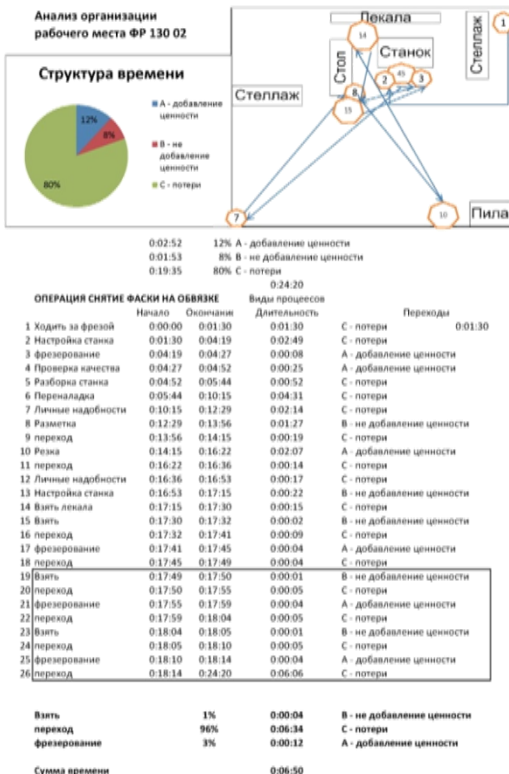 Анализ организации
рабочего места ФР 130 02
Структура времени
12%
8%
80%
А - добавление
ценности
В - не
добавление
ценности
С - потери
Лекала
14
1
Стеллаж
Стол
Станок
2
45
3
Стеллаж
8
15
7
10
Пила
0:02:52 12% А - добавление ценности
0:01:53 8% В - не добавление ценности
0:19:35 80% С - потери
0:24:20
ОПЕРАЦИЯ СНЯТИЕ ФАСКИ НА ОБВЯЗКЕ Виды процессов
Начало Окончание Длительность Переходы
1 Ходить за фрезой 0:00:00 0:01:30 0:01:30 С - потери 0:01:30
2 Настройка станка 0:01:30 0:04:19 0:02:49 С - потери
3 фрезерование 0:04:19 0:04:27 0:00:08 А - добавление ценности
4 Проверка качества 0:04:27 0:04:52 0:00:25 А - добавление ценности
5 Разборка станка 0:04:52 0:05:44 0:00:52 С - потери
6 Переналадка 0:05:44 0:10:15 0:04:31 С - потери
7 Личные надобности 0:10:15 0:12:29 0:02:14 С - потери
8 Разметка 0:12:29 0:13:56 0:01:27 В - не добавление ценности
9 переход 0:13:56 0:14:15 0:00:19 С - потери
10 Резка 0:14:15 0:16:22 0:02:07 А - добавление ценности
11 переход 0:16:22 0:16:36 0:00:14 С - потери
12 Личные надобности 0:16:36 0:16:53 0:00:17 С - потери
13 Настройка станка 0:16:53 0:17:15 0:00:22 В - не добавление ценности
14 Взять лекала 0:17:15 0:17:30 0:00:15 С - потери
15 Взять 0:17:30 0:17:32 0:00:02 В - не добавление ценности
16 переход 0:17:32 0:17:41 0:00:09 С - потери
17 фрезерование 0:17:41 0:17:45 0:00:04 А - добавление ценности
18 переход 0:17:45 0:17:49 0:00:04 С - потери
19 Взять 0:17:49 0:17:50 0:00:01 В - не добавление ценности
20 переход 0:17:50 0:17:55 0:00:05 С - потери
21 фрезерование 0:17:55 0:17:59 0:00:04 А - добавление ценности
22 переход 0:17:59 0:18:04 0:00:05 С - потери
23 Взять 0:18:04 0:18:05 0:00:01 В - не добавление ценности
24 переход 0:18:05 0:18:10 0:00:05 С - потери
25 фрезерование 0:18:10 0:18:14 0:00:04 А - добавление ценности
26 переход 0:18:14 0:24:20 0:06:06 С - потери
Взять 1% 0:00:04 В - не добавление ценности
переход 96% 0:06:34 С - потери
фрезерование 3% 0:00:12 А - добавление ценности
Сумма времени 0:06:50